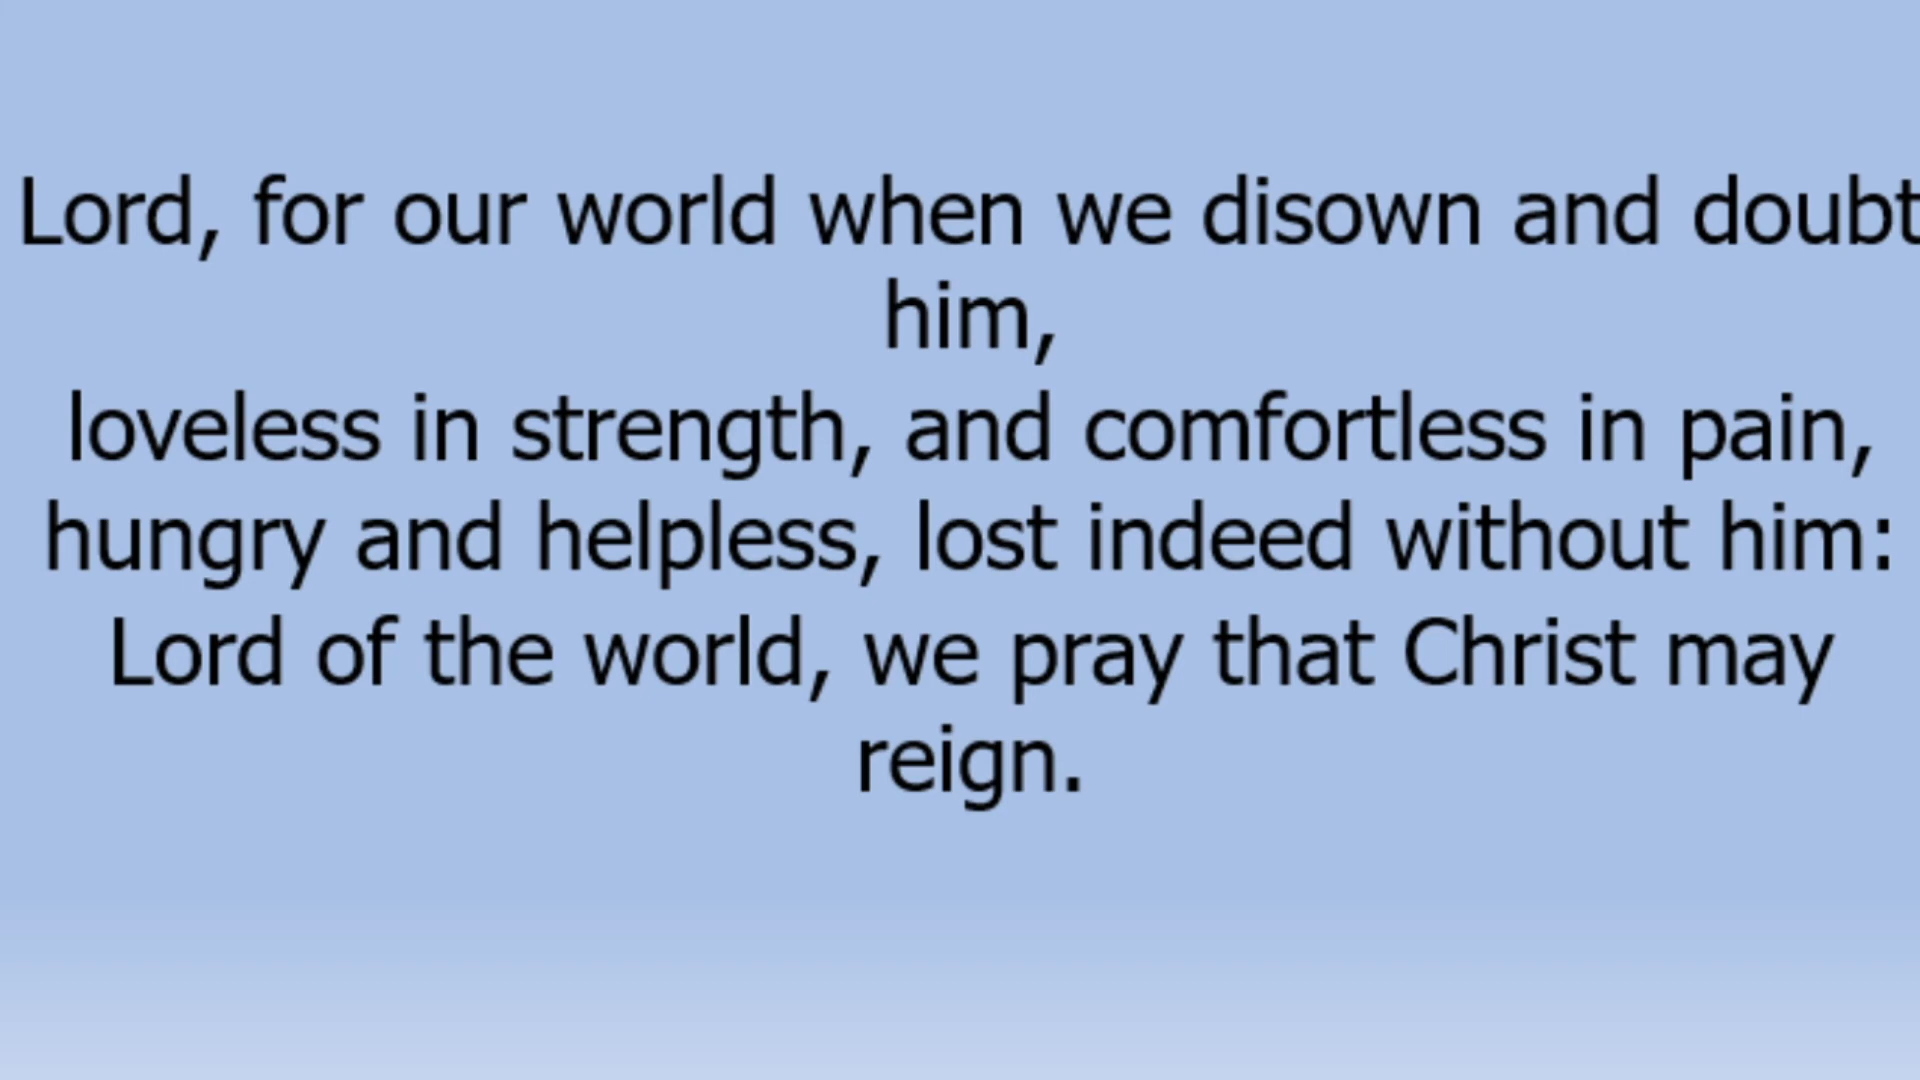 Lord, for our world when we disown and doubt
him,
loveless in strength, and comfortless in pain,
hungry and helpless, lost indeed without him:
Lord of the world, we pray that Christ may
reign.